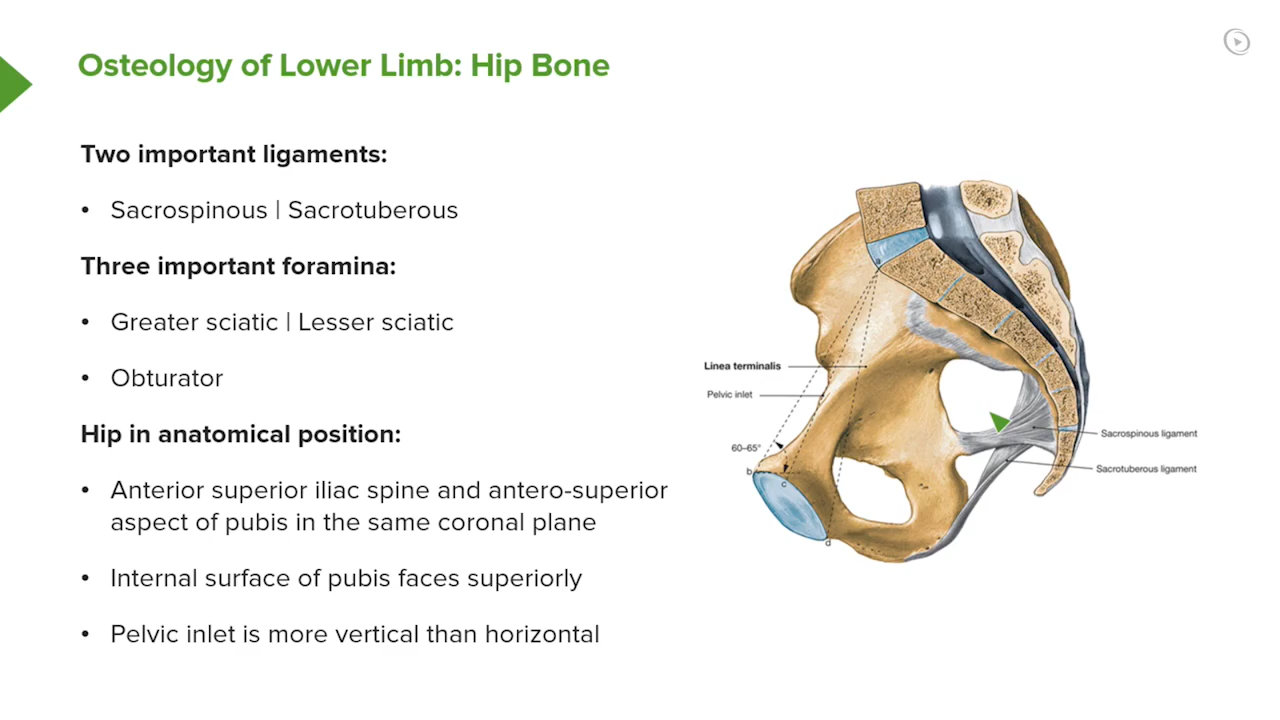 Osteology of Lower Limb: Hip Bone
Two important ligaments:
• Sacrospinous | Sacrotuberous
Three important foramina:
• Greater sciatic | Lesser sciatic
• Obturator
Hip in anatomical position:
• Anterior superior iliac spine and antero-superior
aspect of pubis in the same coronal plane
• Internal surface of pubis faces superiorly
• Pelvic inlet is more vertical than horizontal
a
Linea terminalis
Pelvic inlet
60–65°
b
c
d
Sacrospinous ligament
Sacrotuberous ligament